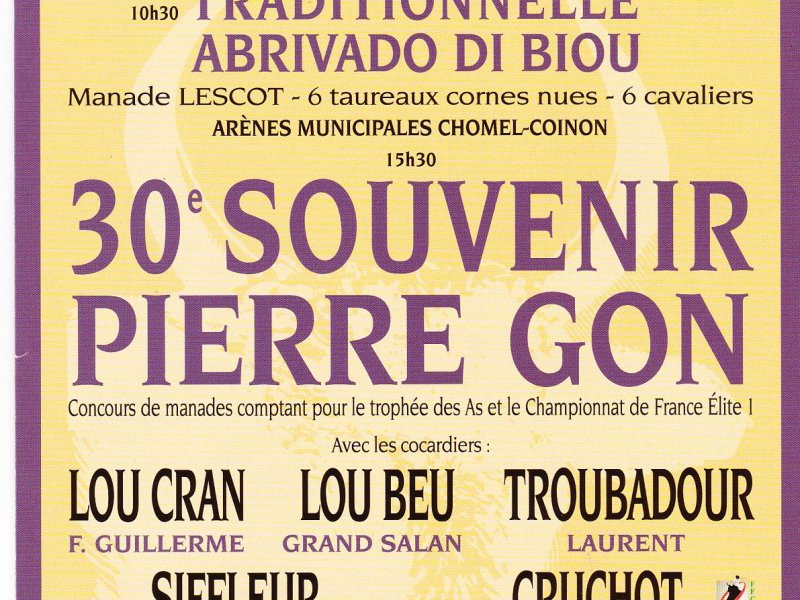 10h30 TRADITIONNELLE
ABRIVADO DI BIOU
Manade LESCOT - 6 taureaux cornes nues - 6 cavaliers
ARÈNES MUNICIPALES CHOMEL-COINON
15h30
30e SOUVENIR
PIERRE GON
Concours de manades comptant pour le trophée des As et le Championnat de France Élite 1
Avec les cocardiers :
LOU CRAN LOU BEU TROUBADOUR
F. GUILLERME GRAND SALAN LAURENT
SIFFLEUR CRUCHOT